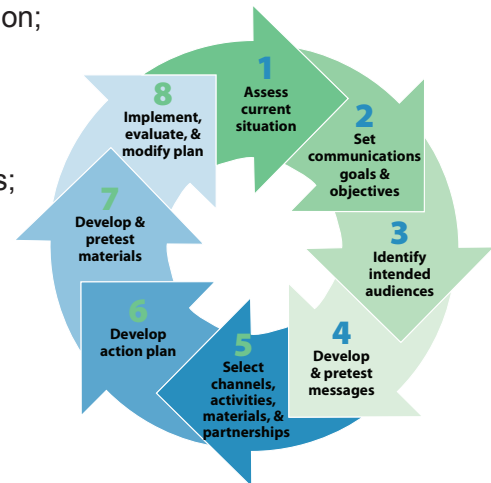 on;
s;
1
Assess
current
situation
2
Set
communications
goals &
objectives
3
Identify
intended
audiences
4
Develop
& pretest
messages
5
Select
channels,
activities,
materials, &
partnerships
6
Develop
action plan
7
Develop &
pretest
materials
8
Implement,
evaluate, &
modify plan